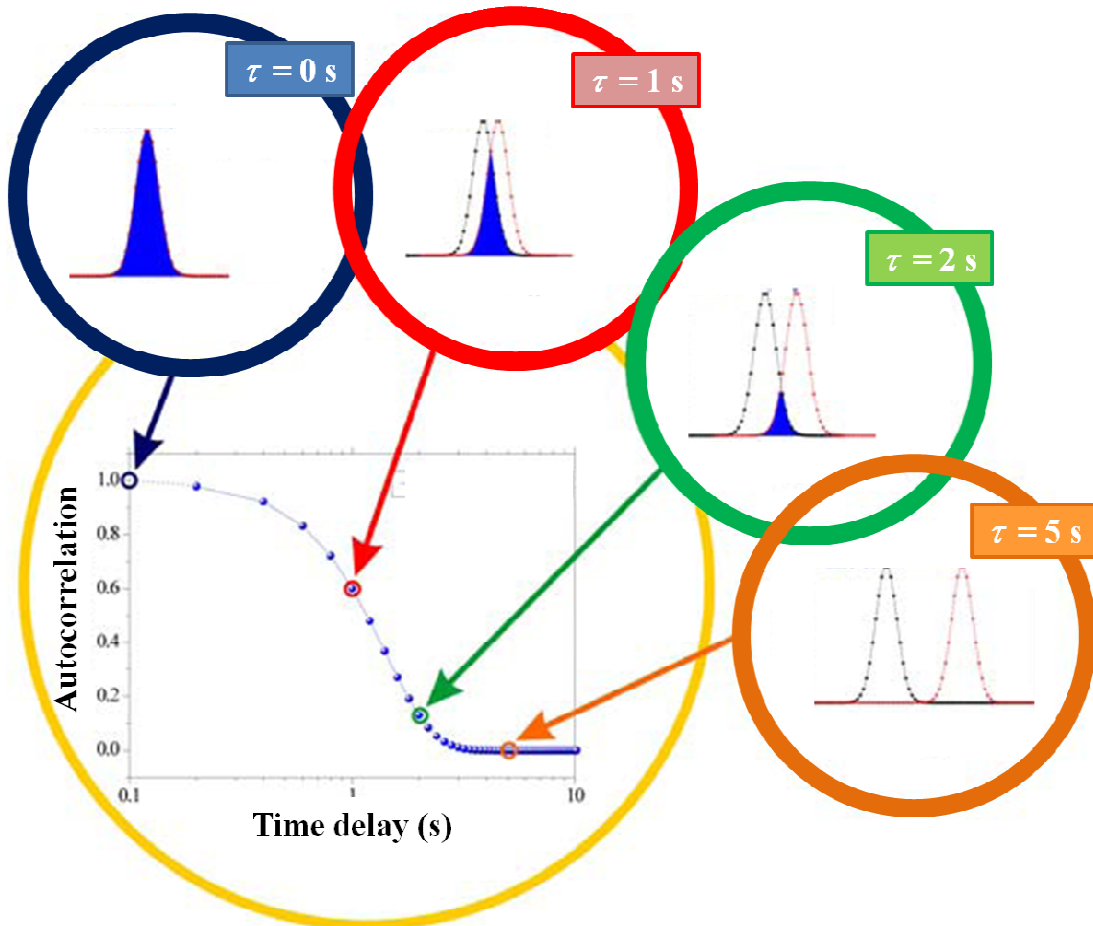 τ = 0 s
τ = 1 s
τ = 2 s
τ = 5 s
Autocorrelation
1.0
0.8
0.6
0.4
0.2
0.0
0.1
1
10
Time delay (s)